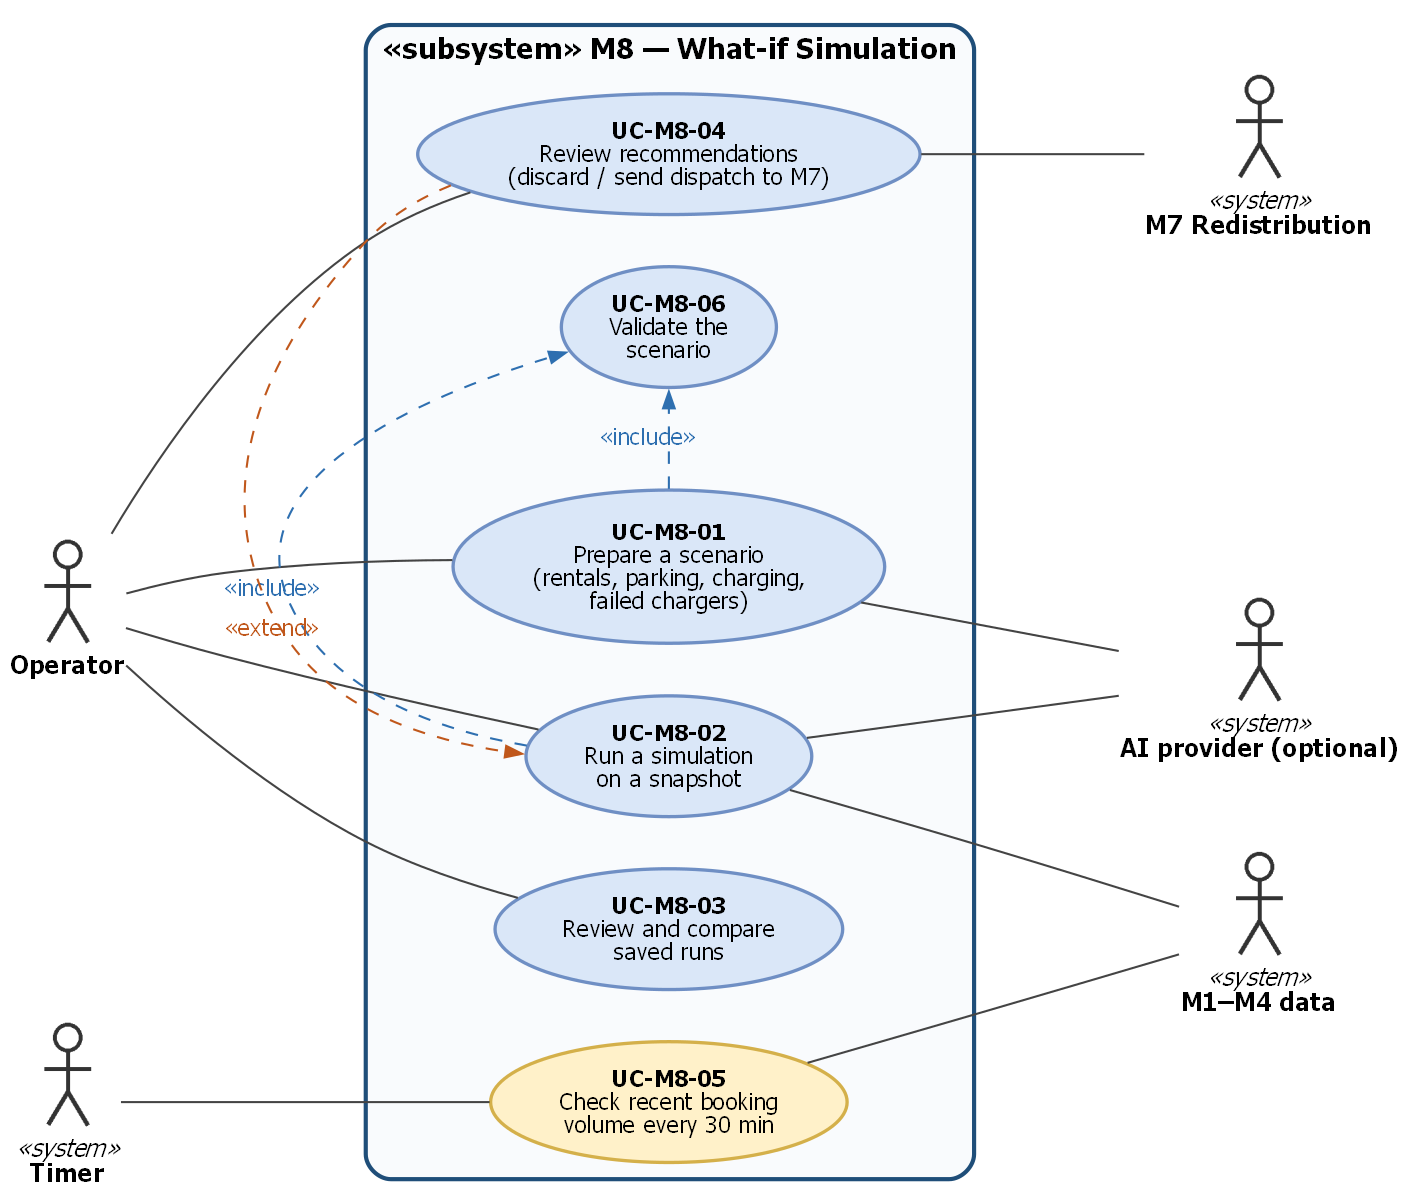 «subsystem» M8 — What-if Simulation
UC-M8-04
Review recommendations
(discard / send dispatch to M7)
«system»
M7 Redistribution
UC-M8-06
Validate the
scenario
«include»
UC-M8-01
Prepare a scenario
(rentals, parking, charging,
failed chargers)
«include»
«extend»
Operator
UC-M8-02
Run a simulation
on a snapshot
«system»
AI provider (optional)
UC-M8-03
Review and compare
saved runs
«system»
M1–M4 data
UC-M8-05
Check recent booking
volume every 30 min
«system»
Timer